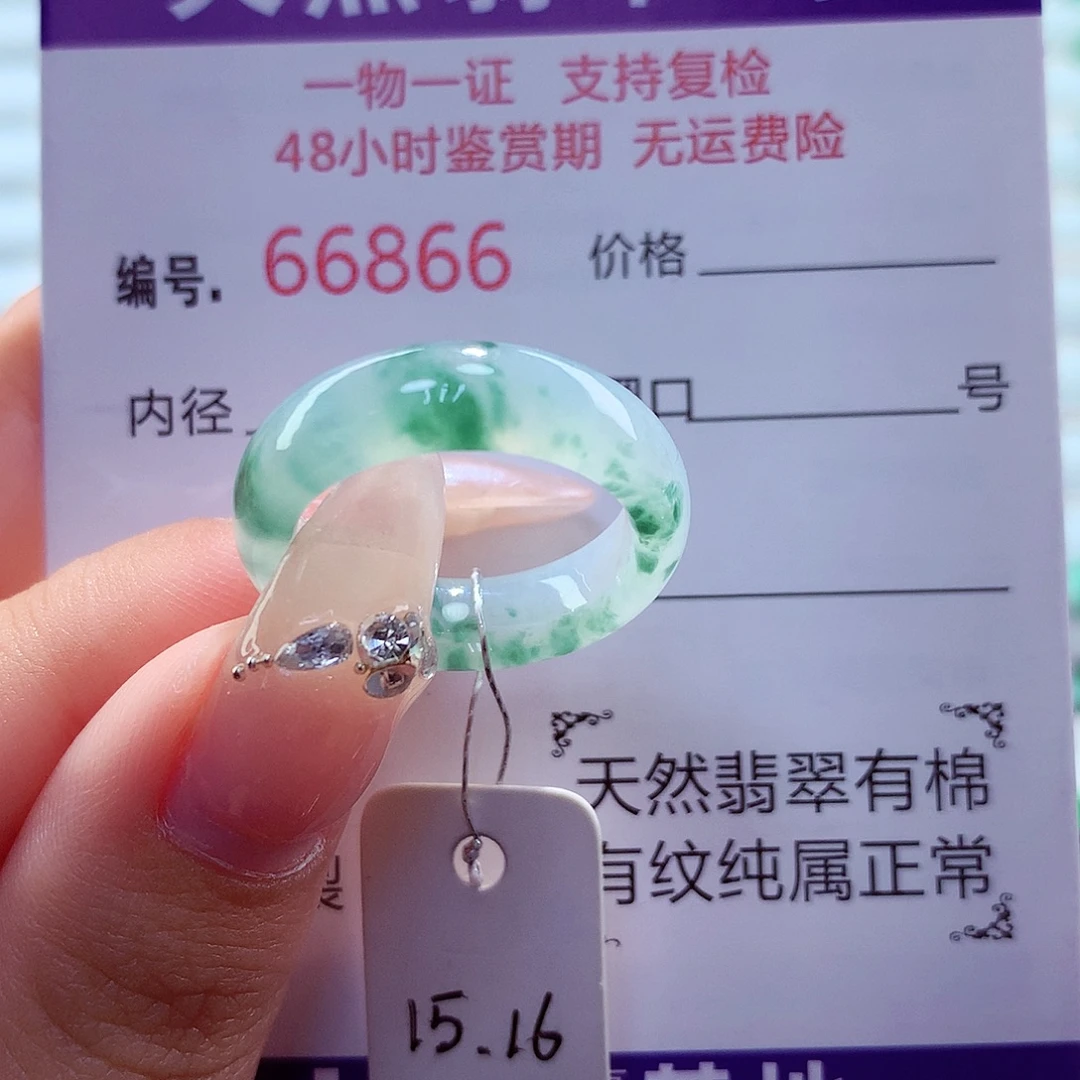 一物一证 支持复检
48小时鉴赏期 无运费险
编号. 66866 价格
内径 口 号
天然翡翠有棉
有纹纯属正常
15.16